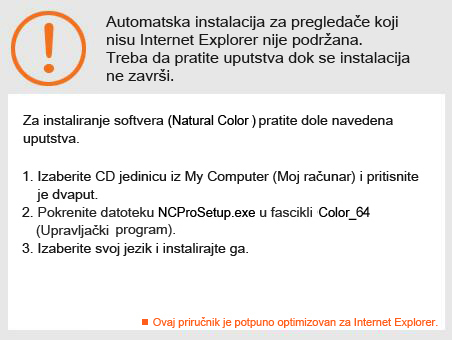 Automatska instalacija za pregledače koji
nisu Internet Explorer nije podržana.
Treba da pratite uputstva dok se instalacija
ne završi.
Za instaliranje softvera (Natural Color ) pratite dole navedena
uputstva.
1. Izaberite CD jedinicu iz My Computer (Moj računar) i pritisnite
je dvaput.
2. Pokrenite datoteku NCProSetup.exe u fascikli Color_64
(Upravljački program).
3. Izaberite svoj jezik i instalirajte ga.
Ovaj priručnik je potpuno optimizovan za Internet Explorer.